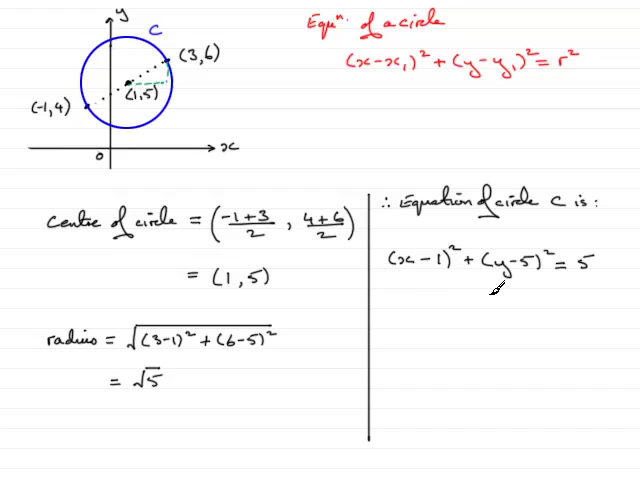 y
C
(3,6)
(1,5)
(-1,4)
0
x
Equⁿ. of a circle
(x-x₁)² + (y-y₁)² = r²
Centre of circle = (-1+3/2 , 4+6/2)
= (1,5)
radius = √(3-1)² + (6-5)²
= √5
∴ Equation of circle C is:
(x-1)² + (y-5)² = 5